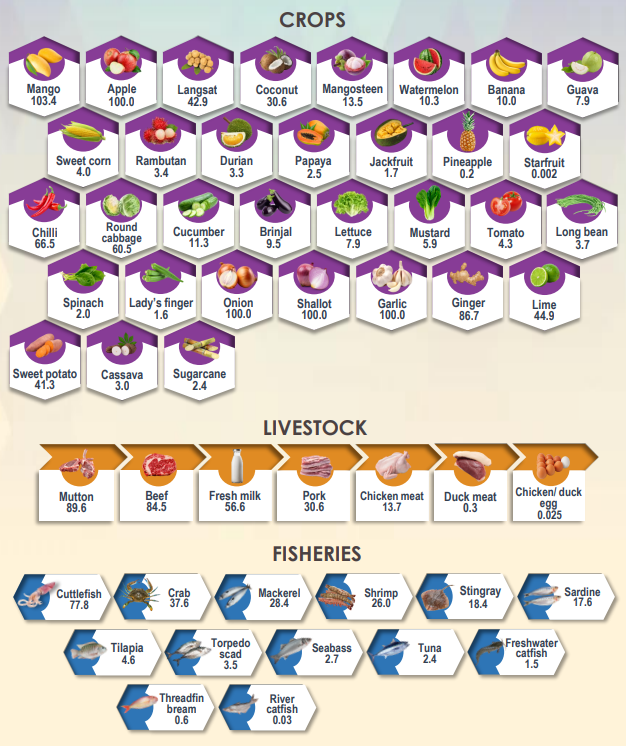 CROPS
Mango
103.4
Apple
100.0
Langsat
42.9
Coconut
30.6
Mangosteen
13.5
Watermelon
10.3
Banana
10.0
Guava
7.9
Sweet corn
4.0
Rambutan
3.4
Durian
3.3
Papaya
2.5
Jackfruit
1.7
Pineapple
0.2
Starfruit
0.002
Chilli
66.5
Round
cabbage
60.5
Cucumber
11.3
Brinjal
9.5
Lettuce
7.9
Mustard
5.9
Tomato
4.3
Long bean
3.7
Spinach
2.0
Lady's finger
1.6
Onion
100.0
Shallot
100.0
Garlic
100.0
Ginger
86.7
Lime
44.9
Sweet potato
41.3
Cassava
3.0
Sugarcane
2.4
LIVESTOCK
Mutton
89.6
Beef
84.5
Fresh milk
56.6
Pork
30.6
Chicken meat
13.7
Duck meat
0.3
Chicken/ duck
egg
0.025
FISHERIES
Cuttlefish
77.8
Crab
37.6
Mackerel
28.4
Shrimp
26.0
Stingray
18.4
Sardine
17.6
Tilapia
4.6
Torpedo
scad
3.5
Seabass
2.7
Tuna
2.4
Freshwater
catfish
1.5
Threadfin
bream
0.6
River
catfish
0.03